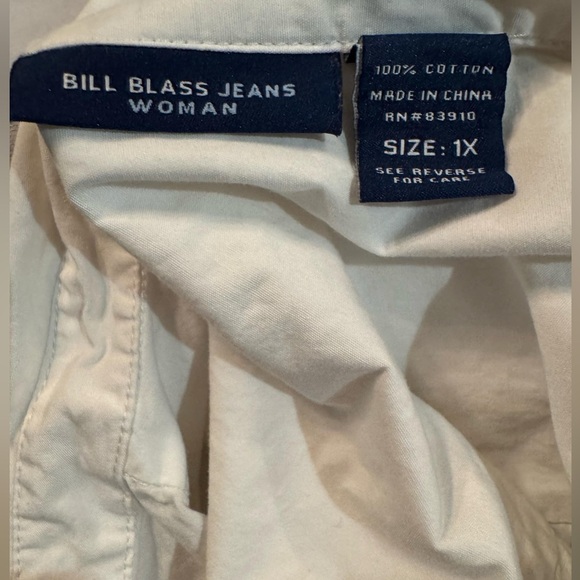 BILL BLASS JEANS
WOMAN
100% COTTON
MADE IN CHINA
RN#83910
SIZE: 1X
SEE REVERSE
FOR CARE